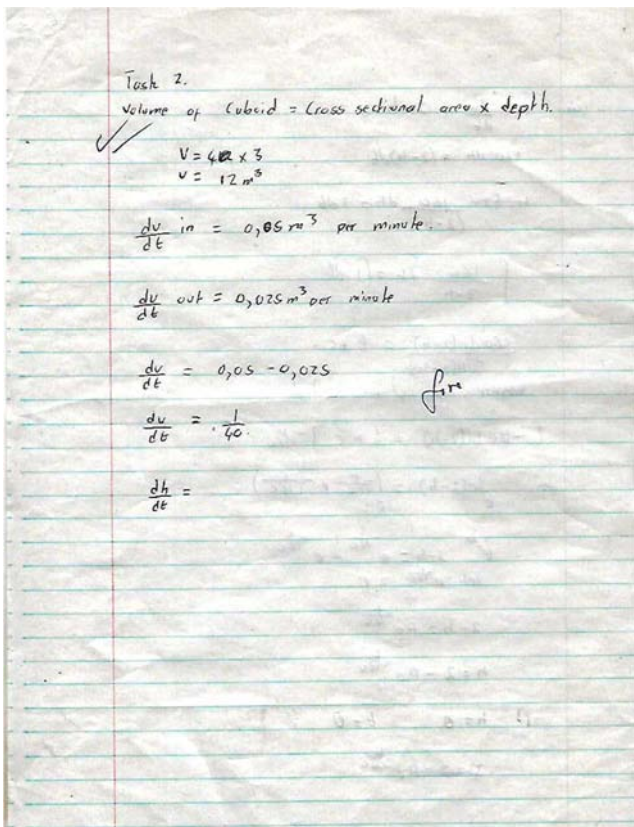 Task 2.
Volume of Cuboid = Cross sectional area x depth.
V = 4 x 3
v = 12 m³
dv/dt in = 0,05 m³ per minute.
dv/dt out = 0,025 m³ per minute
dv/dt = 0,05 - 0,025
dv/dt = 1/40.
dh/dt =